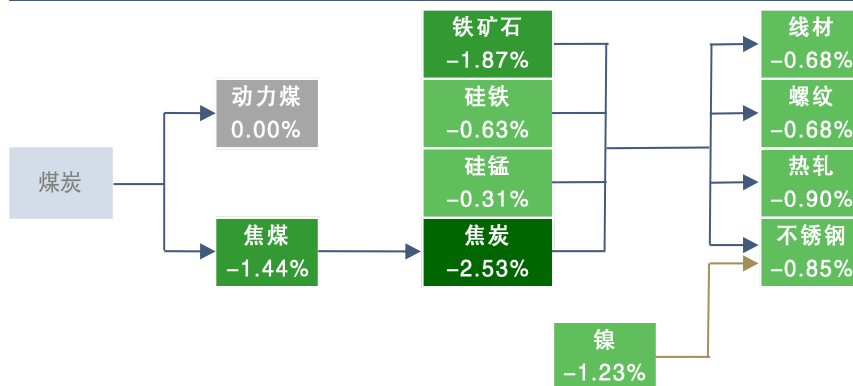 煤炭
动力煤
0.00%
焦煤
-1.44%
铁矿石
-1.87%
硅铁
-0.63%
硅锰
-0.31%
焦炭
-2.53%
镍
-1.23%
线材
-0.68%
螺纹
-0.68%
热轧
-0.90%
不锈钢
-0.85%